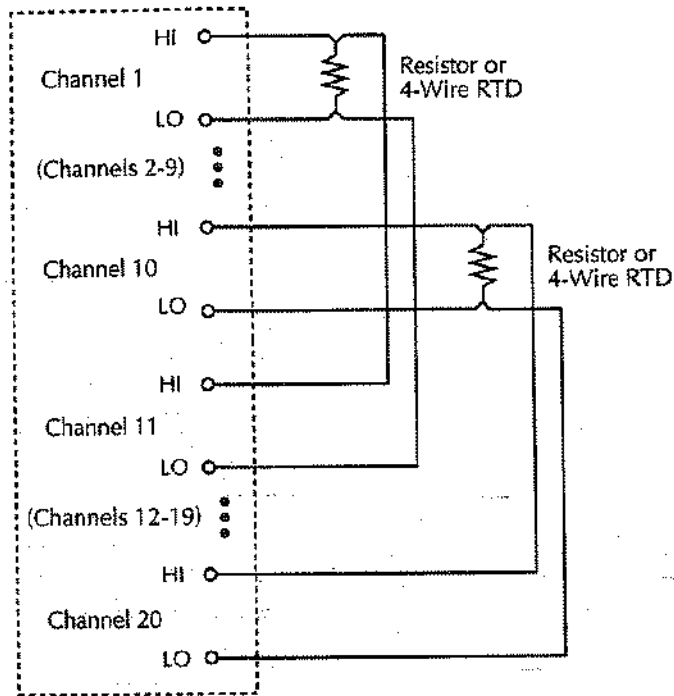 HI
Channel 1
LO
Resistor or
4-Wire RTD
(Channels 2-9)
HI
Channel 10
LO
Resistor or
4-Wire RTD
HI
Channel 11
LO
(Channels 12-19)
HI
Channel 20
LO